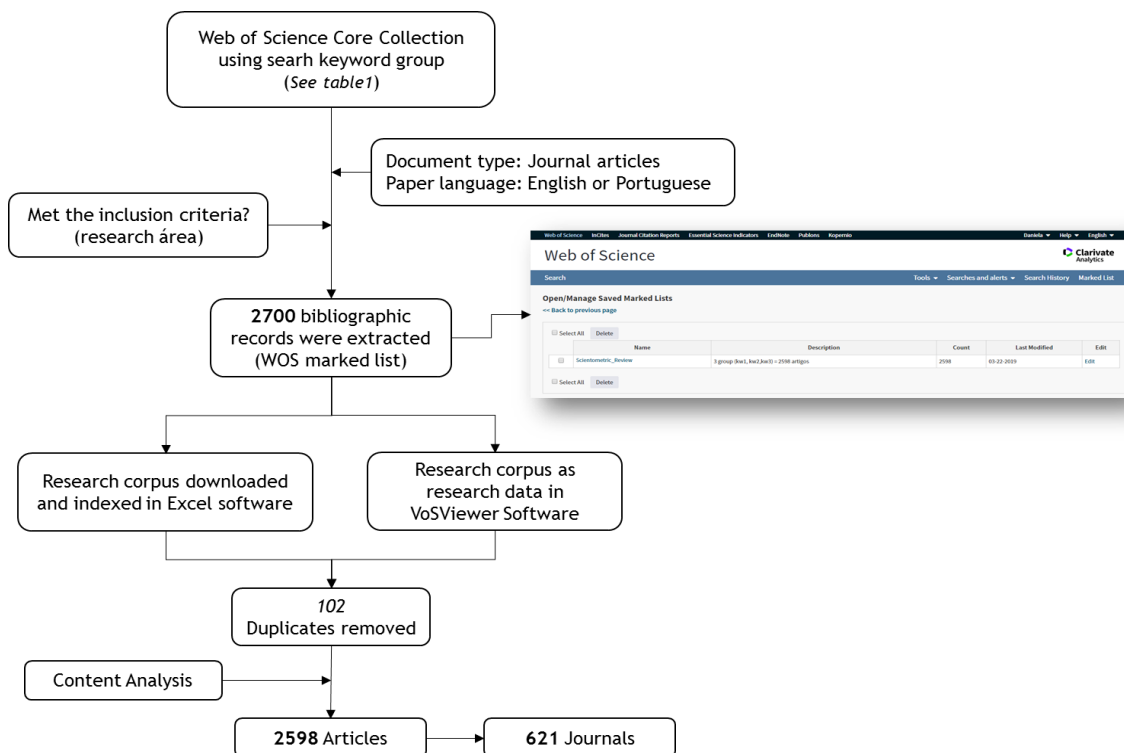 Web of Science Core Collection
using searh keyword group
(See table1)
Document type: Journal articles
Paper language: English or Portuguese
Met the inclusion criteria?
(research área)
2700 bibliographic
records were extracted
(WOS marked list)
Web of Science InCites Journal Citation Reports Essential Science Indicators EndNote Publons Kopernio Daniela Help English
Web of Science
Clarivate
Analytics
Search Tools Searches and alerts Search History Marked List
Open/Manage Saved Marked Lists
<< Back to previous page
Select All Delete
Name Description Count Last Modified Edit
Scientometric_Review 3 group (kw1, kw2,kw3) = 2598 artigos 2598 03-22-2019 Edit
Select All Delete
Research corpus downloaded
and indexed in Excel software
Research corpus as
research data in
VoSViewer Software
102
Duplicates removed
Content Analysis
2598 Articles
621 Journals